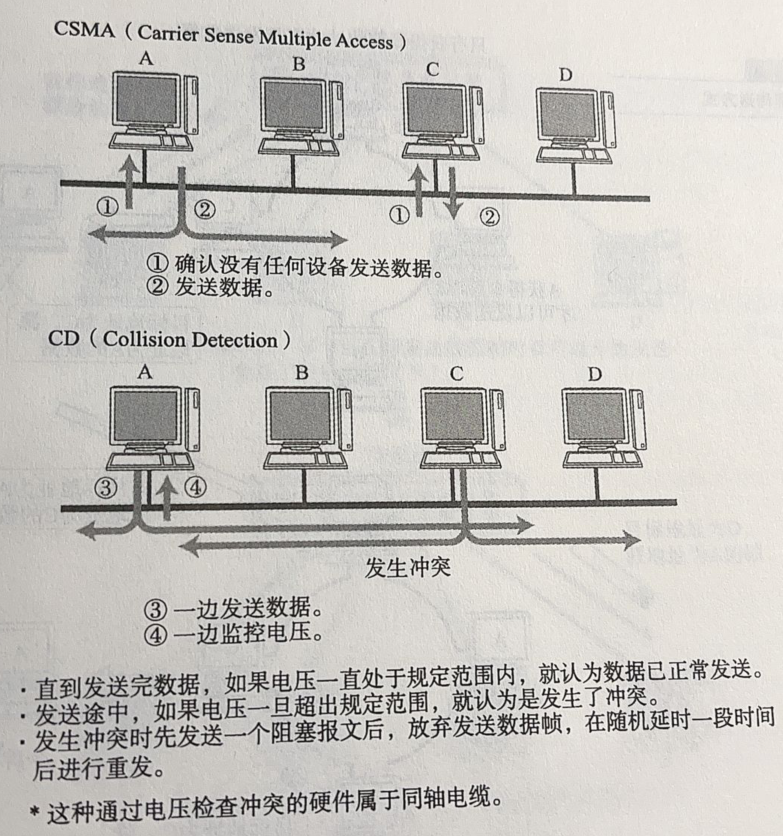 CSMA ( Carrier Sense Multiple Access )
A B C D
① ② ① ②
① 确认没有任何设备发送数据。
② 发送数据。
CD ( Collision Detection )
A B C D
③ ④
发生冲突
③ 一边发送数据。
④ 一边监控电压。
· 直到发送完数据，如果电压一直处于规定范围内，就认为数据已正常发送。
· 发送途中，如果电压一旦超出规定范围，就认为是发生了冲突。
· 发生冲突时先发送一个阻塞报文后，放弃发送数据帧，在随机延时一段时间
后进行重发。
* 这种通过电压检查冲突的硬件属于同轴电缆。